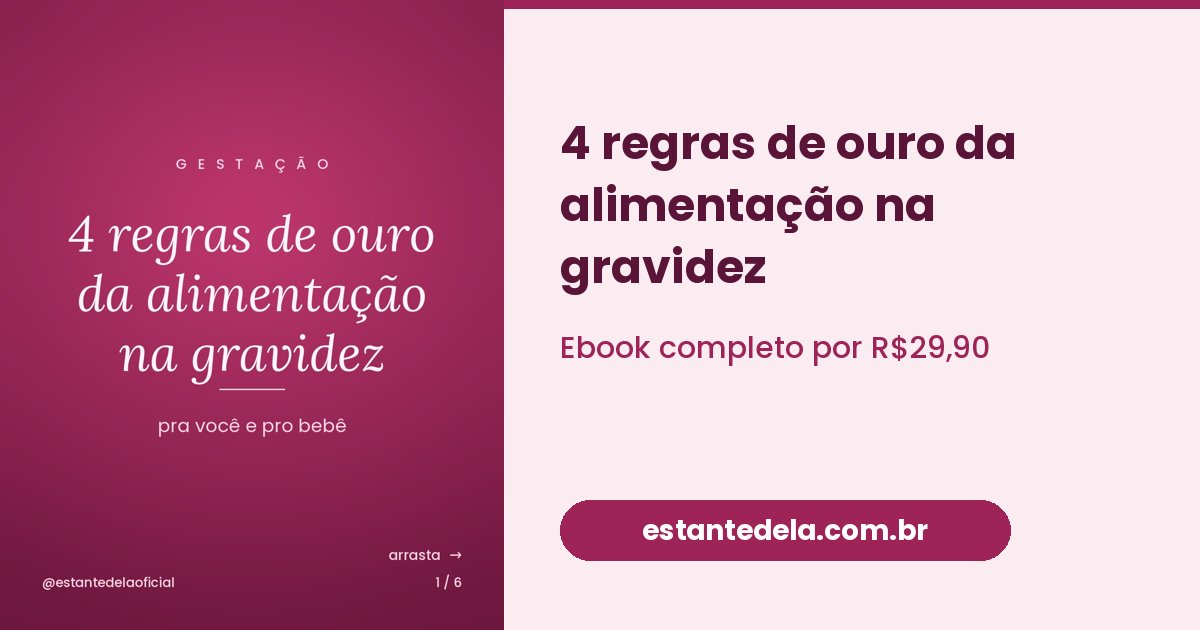 GESTAÇÃO
4 regras de ouro
da alimentação
na gravidez
pra você e pro bebê
arrasta →
@estantedelaoficial
1 / 6
4 regras de ouro da
alimentação na
gravidez
Ebook completo por R$29,90
estantedela.com.br